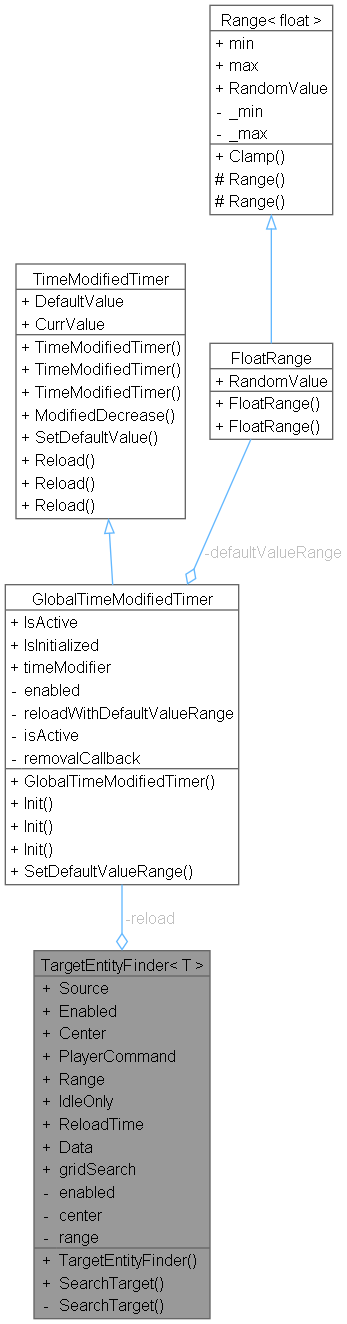 Range< float >
+ min
+ max
+ RandomValue
- _min
- _max
+ Clamp()
# Range()
# Range()
TimeModifiedTimer
+ DefaultValue
+ CurrValue
+ TimeModifiedTimer()
+ TimeModifiedTimer()
+ TimeModifiedTimer()
+ ModifiedDecrease()
+ SetDefaultValue()
+ Reload()
+ Reload()
+ Reload()
FloatRange
+ RandomValue
+ FloatRange()
+ FloatRange()
-defaultValueRange
GlobalTimeModifiedTimer
+ IsActive
+ IsInitialized
+ timeModifier
- enabled
- reloadWithDefaultValueRange
- isActive
- removalCallback
+ GlobalTimeModifiedTimer()
+ Init()
+ Init()
+ Init()
+ SetDefaultValueRange()
-reload
TargetEntityFinder< T >
+ Source
+ Enabled
+ Center
+ PlayerCommand
+ Range
+ IdleOnly
+ ReloadTime
+ Data
+ gridSearch
- enabled
- center
- range
+ TargetEntityFinder()
+ SearchTarget()
- SearchTarget()